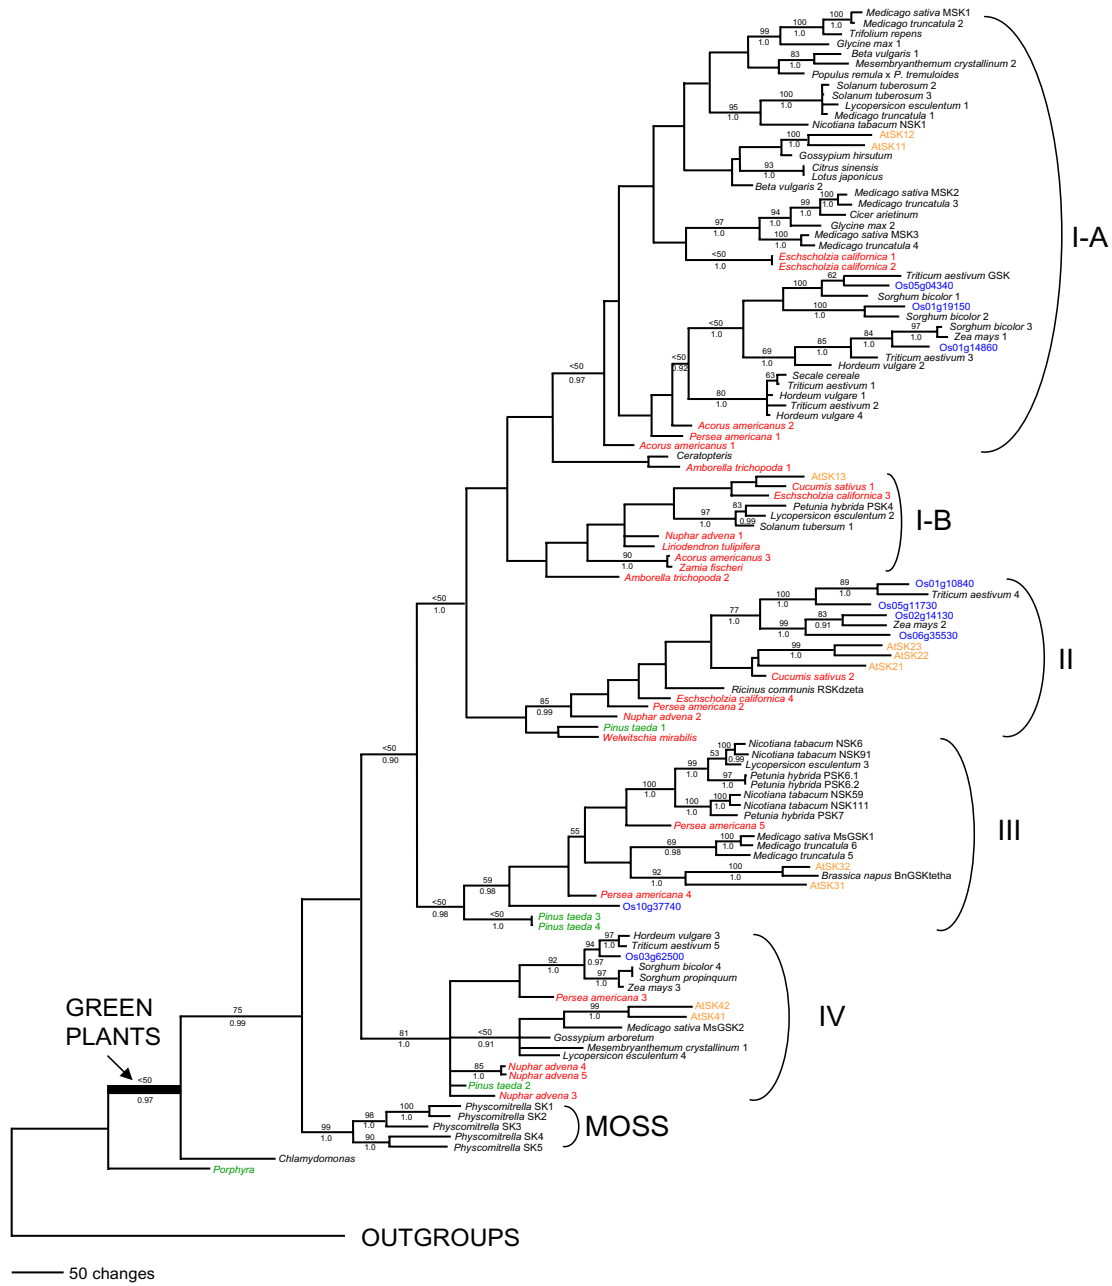 100
Medicago sativa MSK1
100
1.0
Medicago truncatula 2
99
1.0
Trifolium repens
1.0
Glycine max 1
83
Beta vulgaris 1
1.0
Mesembryanthemum crystallinum 2
Populus remula x P. tremuloides
Solanum tuberosum 2
100
Solanum tuberosum 3
95
1.0
Lycopersicon esculentum 1
1.0
Medicago truncatula 1
Nicotiana tabacum NSK1
100
AtSK12
1.0
AtSK11
Gossypium hirsutum
93
Citrus sinensis
1.0
Lotus japonicus
Beta vulgaris 2
100
Medicago sativa MSK2
99
1.0
Medicago truncatula 3
94
1.0
Cicer arietinum
97
1.0
Glycine max 2
1.0
100
Medicago sativa MSK3
1.0
Medicago truncatula 4
I-A
<50
Eschscholzia californica 1
1.0
Eschscholzia californica 2
62
Triticum aestivum GSK
100
Os05g04340
Sorghum bicolor 1
100
Os01g19150
1.0
Sorghum bicolor 2
<50
97
Sorghum bicolor 3
1.0
84
1.0
Zea mays 1
85
1.0
Os01g14860
69
1.0
Triticum aestivum 3
<50
1.0
Hordeum vulgare 2
0.92
<50
63
Secale cereale
0.97
Triticum aestivum 1
80
Hordeum vulgare 1
1.0
Triticum aestivum 2
Hordeum vulgare 4
Acorus americanus 2
Persea americana 1
Acorus americanus 1
Ceratopteris
Amborella trichopoda 1
AtSK13
Cucumis sativus 1
Eschscholzia californica 3
83
Petunia hybrida PSK4
97
Lycopersicon esculentum 2
1.0
0.99
Solanum tubersum 1
I-B
Nuphar advena 1
Liriodendron tulipifera
90
Acorus americanus 3
1.0
Zamia fischeri
Amborella trichopoda 2
89
Os01g10840
100
1.0
Triticum aestivum 4
<50
1.0
77
1.0
Os05g11730
1.0
83
Os02g14130
99
0.91
Zea mays 2
1.0
Os06g35530
99
AtSK23
1.0
AtSK22
AtSK21
II
Cucumis sativus 2
Ricinus communis RSKdzeta
Eschscholzia californica 4
85
Persea americana 2
0.99
Nuphar advena 2
Pinus taeda 1
Welwitschia mirabilis
<50
0.90
100
Nicotiana tabacum NSK6
53
0.99
Nicotiana tabacum NSK91
99
Lycopersicon esculentum 3
1.0
97
Petunia hybrida PSK6.1
100
1.0
Petunia hybrida PSK6.2
1.0
100
Nicotiana tabacum NSK59
100
1.0
Nicotiana tabacum NSK111
1.0
Petunia hybrida PSK7
Persea americana 5
III
55
100
Medicago sativa MsGSK1
69
1.0
Medicago truncatula 6
0.98
Medicago truncatula 5
100
AtSK32
92
1.0
Brassica napus BnGSKtetha
1.0
AtSK31
59
Persea americana 4
0.98
<50
Os10g37740
0.98
<50
Pinus taeda 3
1.0
Pinus taeda 4
97
Hordeum vulgare 3
94
1.0
Triticum aestivum 5
92
0.97
Os03g62500
1.0
97
Sorghum bicolor 4
1.0
Sorghum propinquum
Zea mays 3
Persea americana 3
99
AtSK42
1.0
AtSK41
IV
81
<50
Medicago sativa MsGSK2
1.0
0.91
Gossypium arboretum
Mesembryanthemum crystallinum 1
Lycopersicon esculentum 4
85
Nuphar advena 4
1.0
Nuphar advena 5
Pinus taeda 2
Nuphar advena 3
75
0.99
GREEN
PLANTS
<50
0.97
100
Physcomitrella SK1
98
1.0
Physcomitrella SK2
99
1.0
Physcomitrella SK3
1.0
90
Physcomitrella SK4
1.0
Physcomitrella SK5
MOSS
Chlamydomonas
Porphyra
OUTGROUPS
50 changes